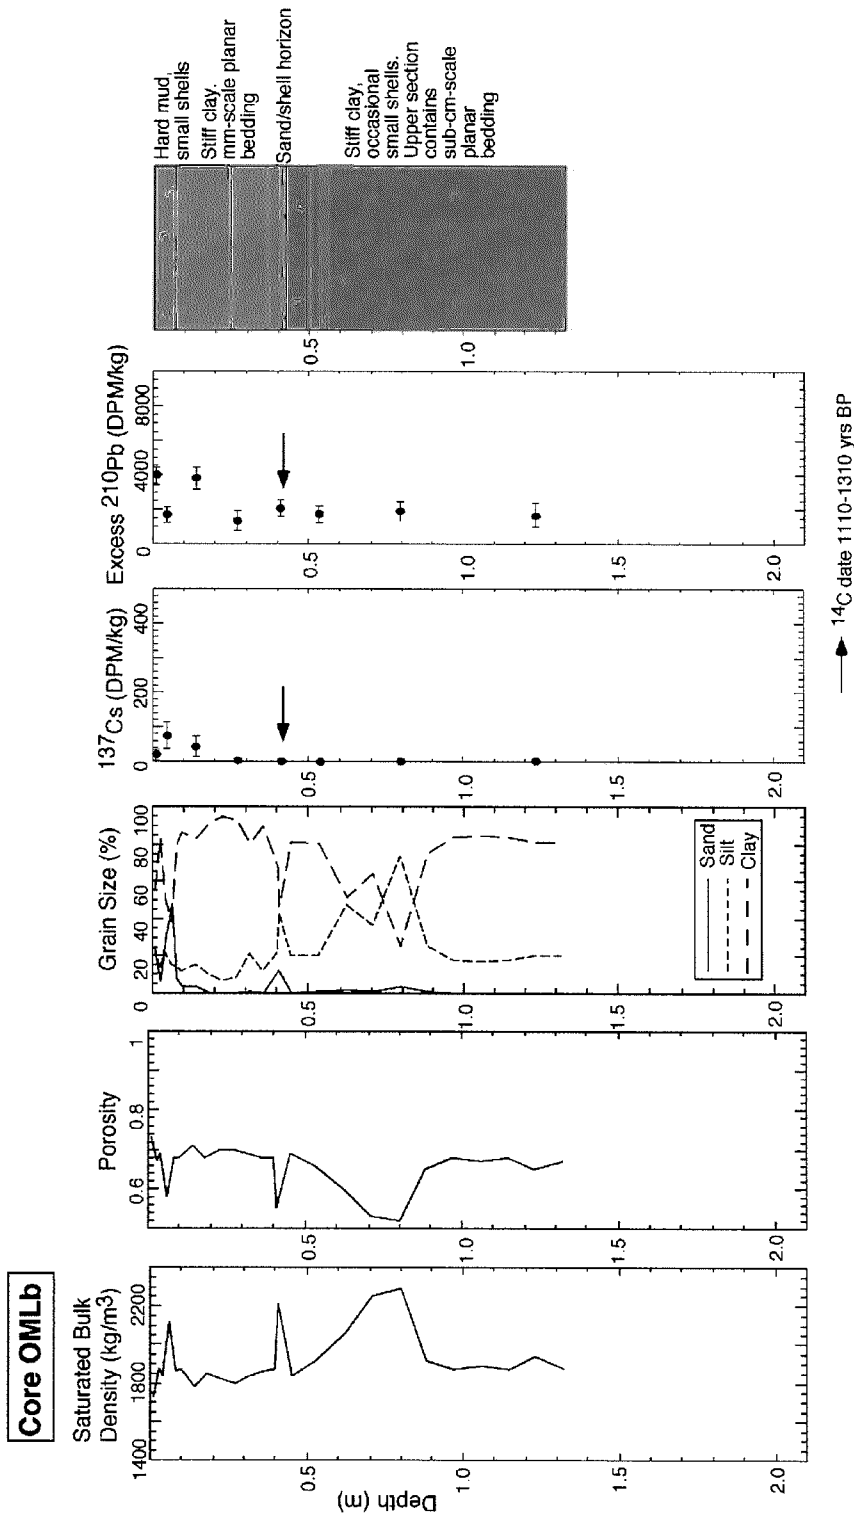 Core OMLb
Saturated Bulk
Density (kg/m3)
1400
1800
2200
Depth (m)
0.5
1.0
1.5
2.0
Porosity
0.6
0.8
1
0.5
1.0
1.5
2.0
Grain Size (%)
0
20
40
60
80
100
0.5
1.0
1.5
2.0
Sand
Silt
Clay
137Cs (DPM/kg)
0
200
400
0.5
1.0
1.5
2.0
Excess 210Pb (DPM/kg)
0
4000
8000
0.5
1.0
1.5
2.0
14C date 1110-1310 yrs BP
0.5
1.0
Hard mud,
small shells
Stiff clay.
mm-scale planar
bedding
Sand/shell horizon
Stiff clay,
occasional
small shells.
Upper section
contains
sub-cm-scale
planar
bedding